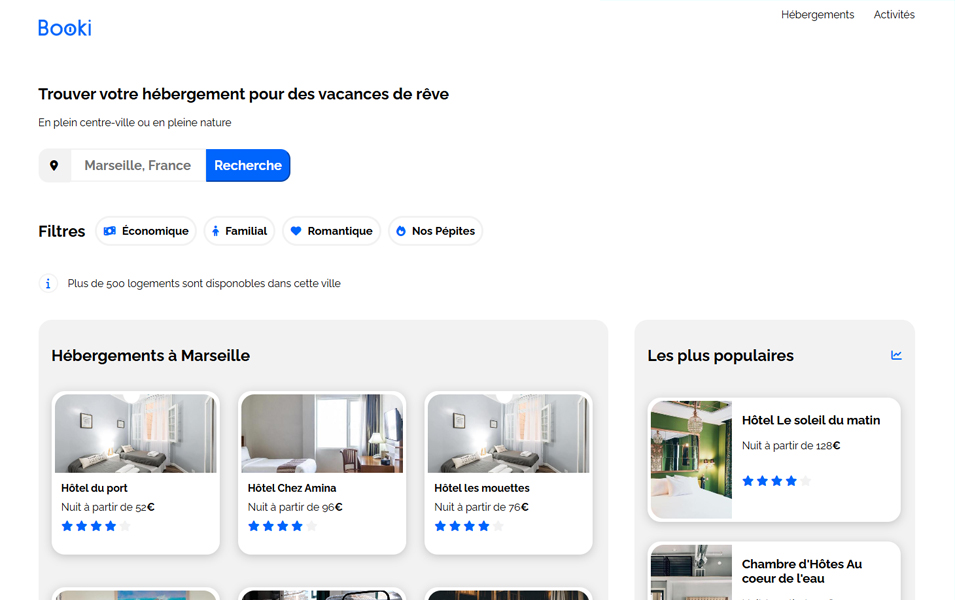 Booki
Hébergements Activités
Trouver votre hébergement pour des vacances de rêve
En plein centre-ville ou en pleine nature
Marseille, France Recherche
Filtres Économique Familial Romantique Nos Pépites
Plus de 500 logements sont disponobles dans cette ville
Hébergements à Marseille
Hôtel du port
Nuit à partir de 52€
Hôtel Chez Amina
Nuit à partir de 96€
Hôtel les mouettes
Nuit à partir de 76€
Les plus populaires
Hôtel Le soleil du matin
Nuit à partir de 128€
Chambre d'Hôtes Au
coeur de l'eau